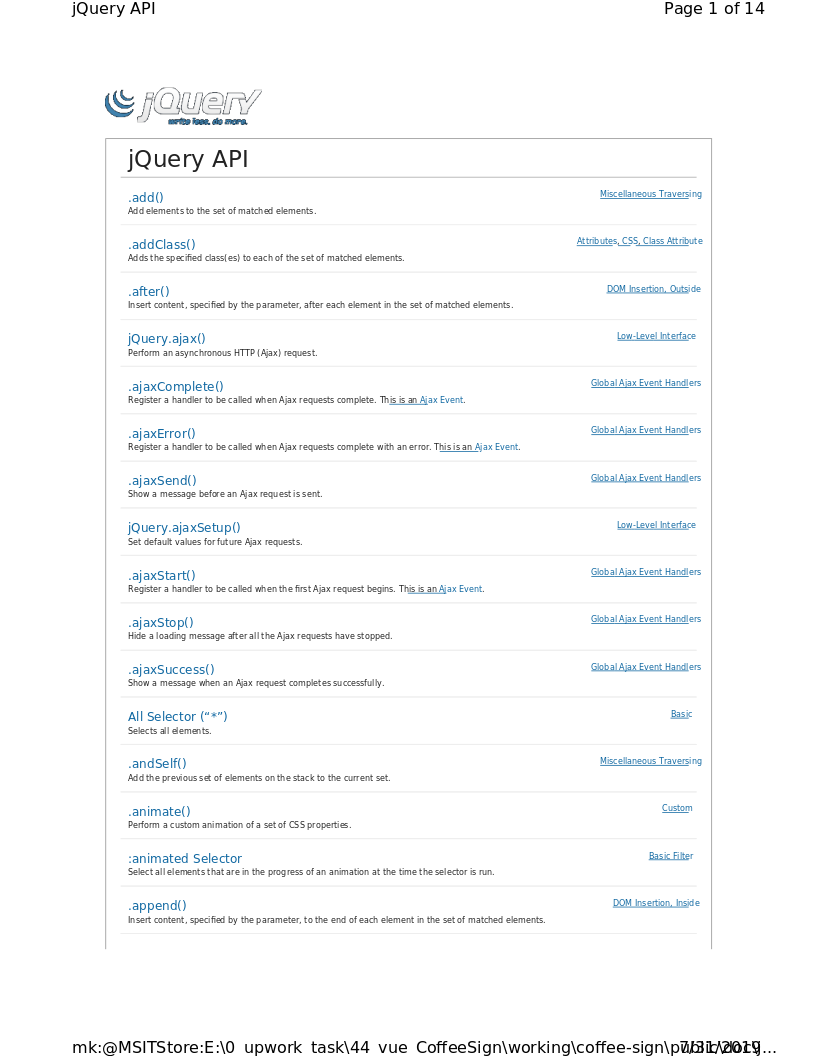 jQuery API Page 1 of 14
jQuery
write less. do more.
jQuery API
.add() Miscellaneous Traversing
Add elements to the set of matched elements.
.addClass() Attributes, CSS, Class Attribute
Adds the specified class(es) to each of the set of matched elements.
.after() DOM Insertion, Outside
Insert content, specified by the parameter, after each element in the set of matched elements.
jQuery.ajax() Low-Level Interface
Perform an asynchronous HTTP (Ajax) request.
.ajaxComplete() Global Ajax Event Handlers
Register a handler to be called when Ajax requests complete. This is an Ajax Event.
.ajaxError() Global Ajax Event Handlers
Register a handler to be called when Ajax requests complete with an error. This is an Ajax Event.
.ajaxSend() Global Ajax Event Handlers
Show a message before an Ajax request is sent.
jQuery.ajaxSetup() Low-Level Interface
Set default values for future Ajax requests.
.ajaxStart() Global Ajax Event Handlers
Register a handler to be called when the first Ajax request begins. This is an Ajax Event.
.ajaxStop() Global Ajax Event Handlers
Hide a loading message after all the Ajax requests have stopped.
.ajaxSuccess() Global Ajax Event Handlers
Show a message when an Ajax request completes successfully.
All Selector (“*”) Basic
Selects all elements.
.andSelf() Miscellaneous Traversing
Add the previous set of elements on the stack to the current set.
.animate() Custom
Perform a custom animation of a set of CSS properties.
:animated Selector Basic Filter
Select all elements that are in the progress of an animation at the time the selector is run.
.append() DOM Insertion, Inside
Insert content, specified by the parameter, to the end of each element in the set of matched elements.
mk:@MSITStore:E:\0_upwork_task\44_vue_CoffeeSign\working\coffee-sign\public\docj... 7/31/2019